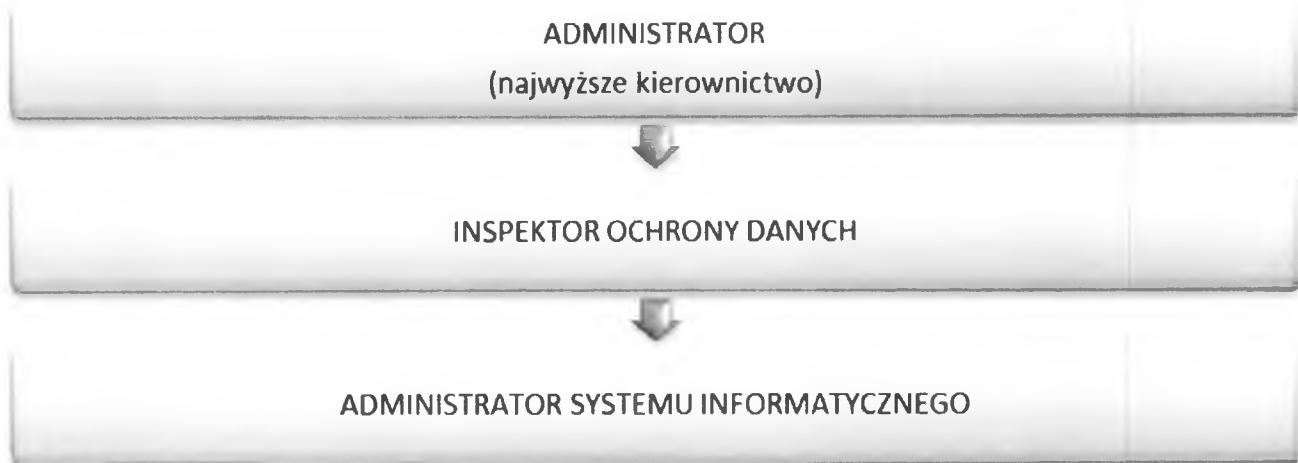 ADMINISTRATOR
(najwyższe kierownictwo)
INSPEKTOR OCHRONY DANYCH
ADMINISTRATOR SYSTEMU INFORMATYCZNEGO